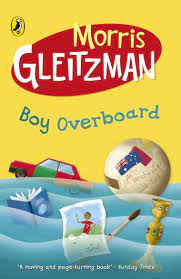 Morris
GLEITZMAN
Boy Overboard
'A moving and page-turning book' – Sunday Times